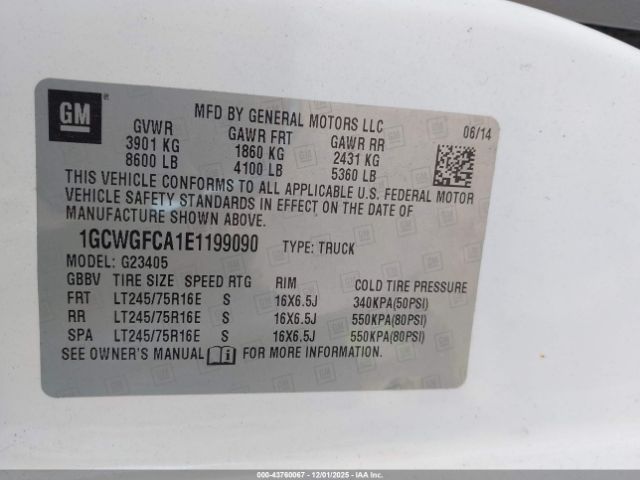 GM
MFD BY GENERAL MOTORS LLC
06/14
GVWR GAWR FRT GAWR RR
3901 KG 1860 KG 2431 KG
8600 LB 4100 LB 5360 LB
THIS VEHICLE CONFORMS TO ALL APPLICABLE U.S. FEDERAL MOTOR
VEHICLE SAFETY STANDARDS IN EFFECT ON THE DATE OF
MANUFACTURE SHOWN ABOVE.
1GCWGFCA1E1199090 TYPE: TRUCK
MODEL: G23405
GBBV TIRE SIZE SPEED RTG RIM COLD TIRE PRESSURE
FRT LT245/75R16E S 16X6.5J 340KPA(50PSI)
RR LT245/75R16E S 16X6.5J 550KPA(80PSI)
SPA LT245/75R16E S 16X6.5J 550KPA(80PSI)
SEE OWNER'S MANUAL FOR MORE INFORMATION.
000-43760067 - 12/01/2025 - IAAI.COM